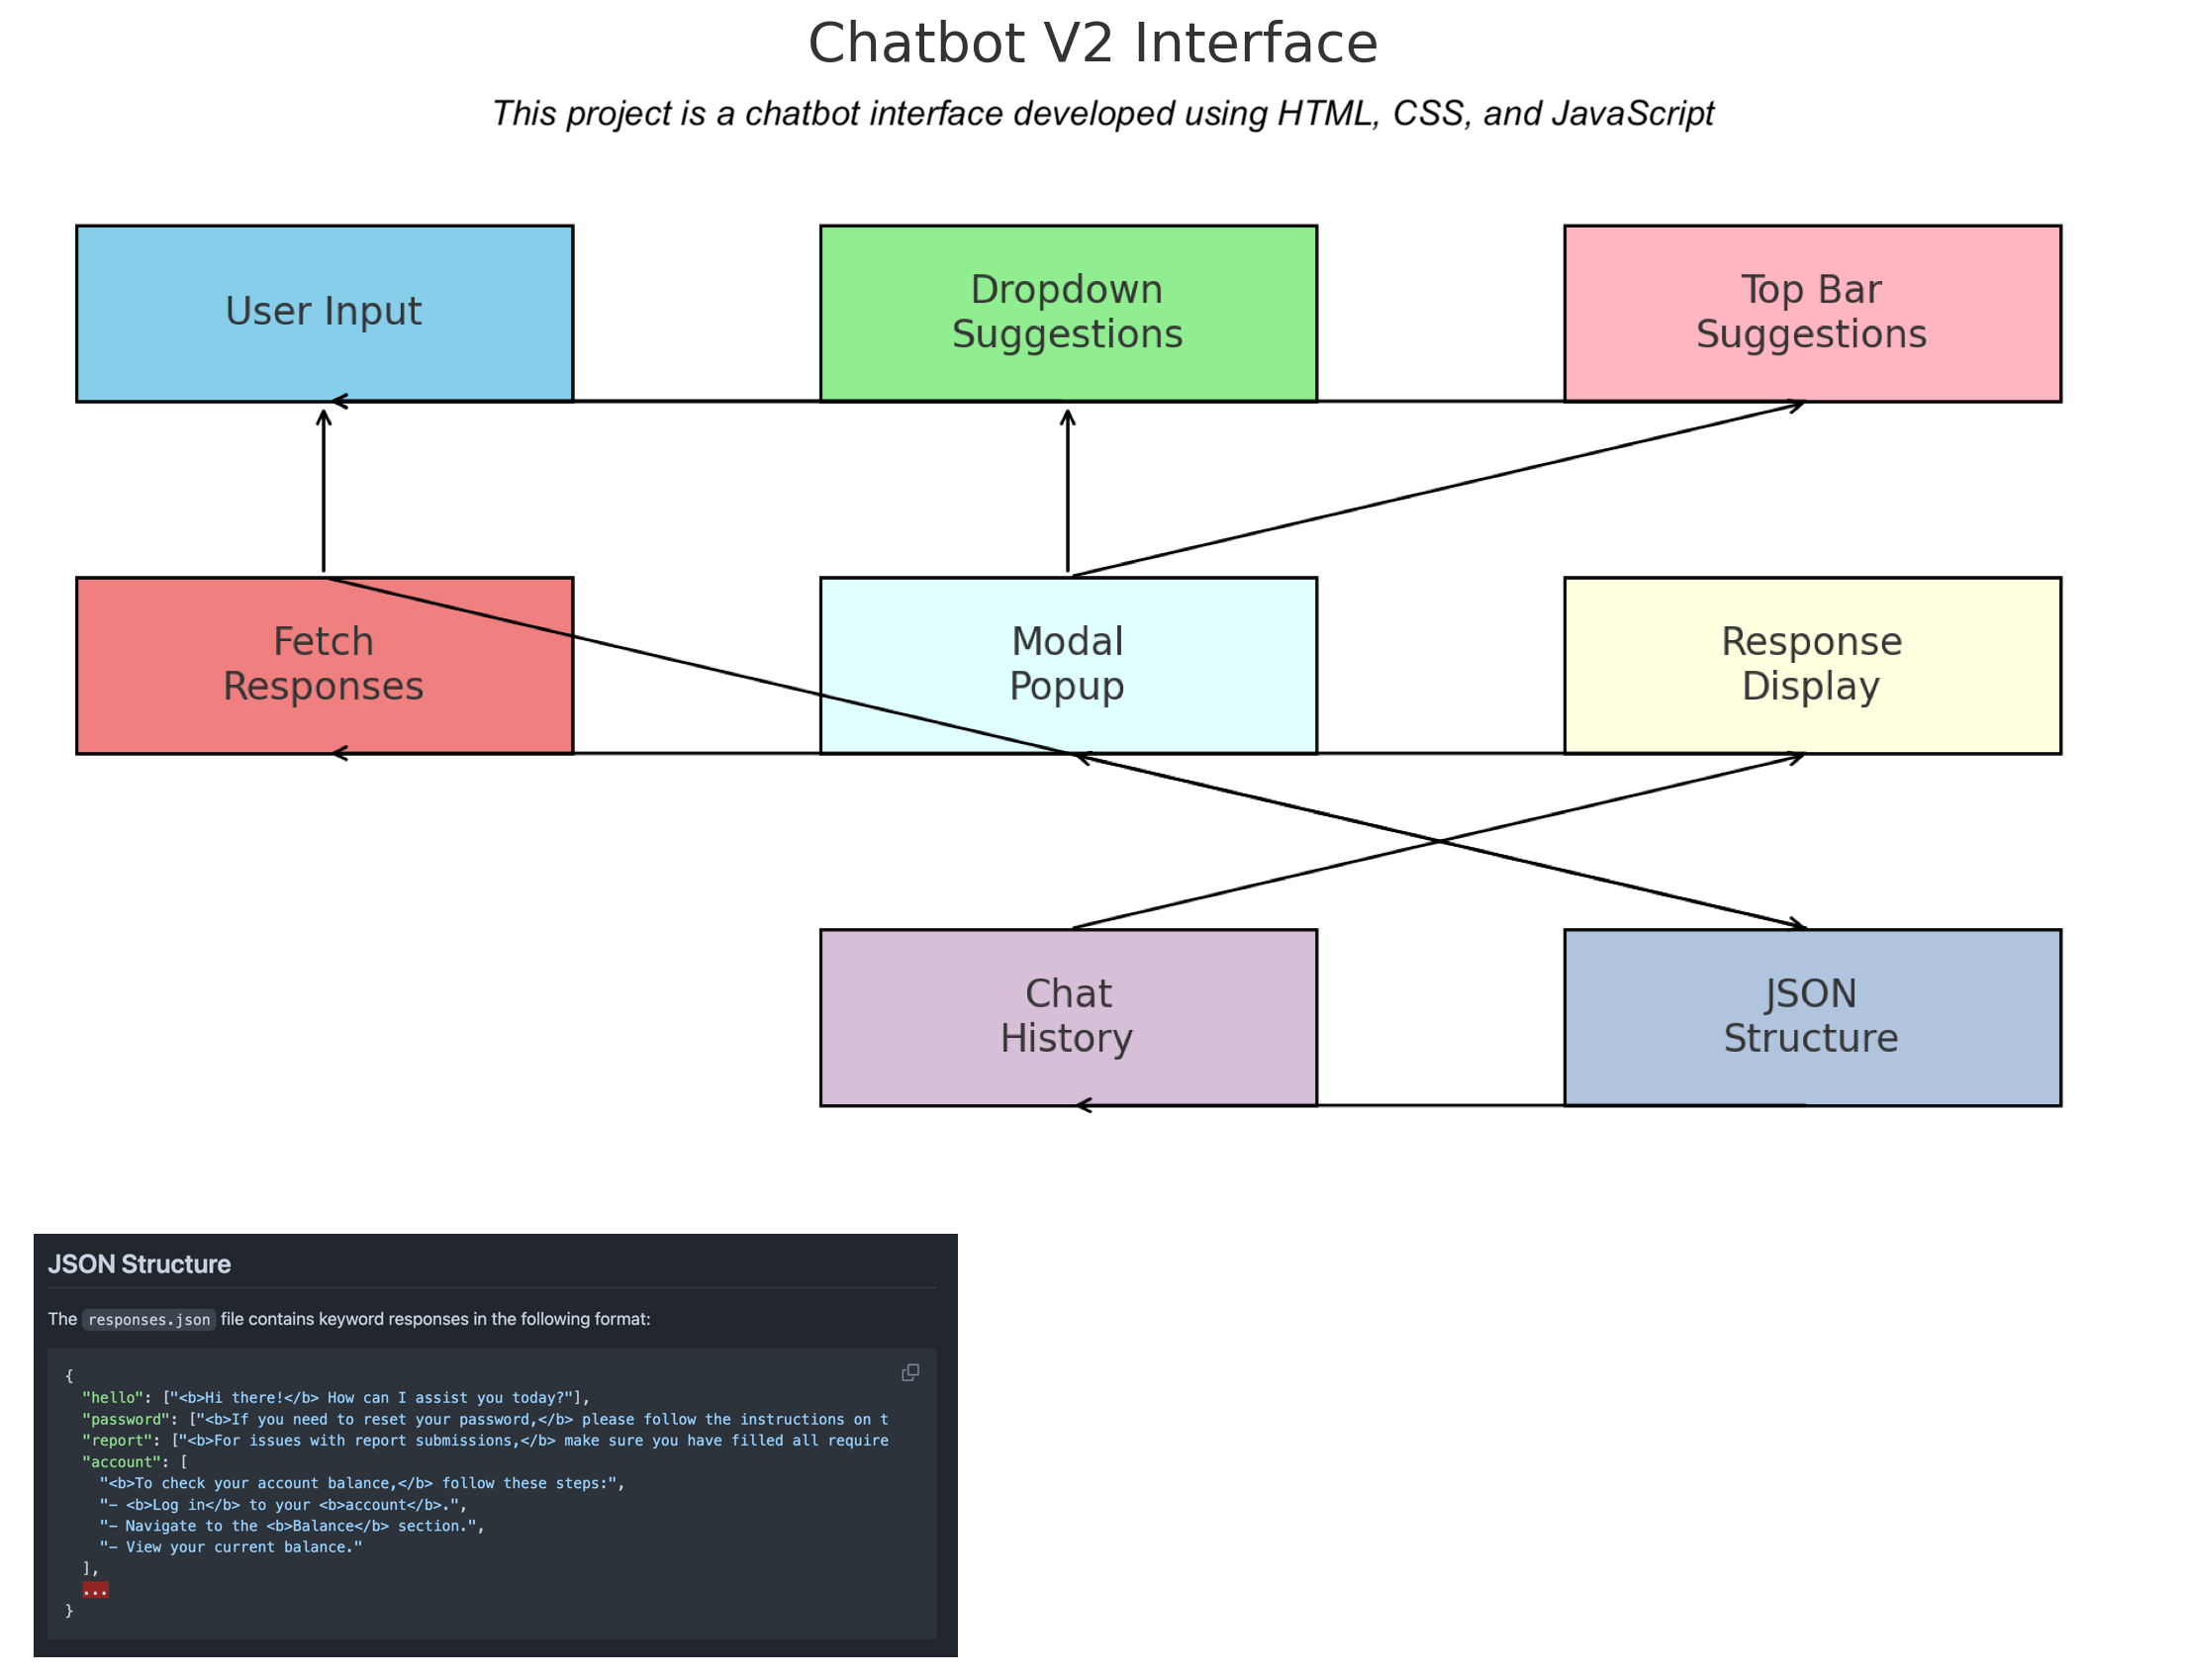 Chatbot V2 Interface
This project is a chatbot interface developed using HTML, CSS, and JavaScript
User Input
Dropdown
Suggestions
Top Bar
Suggestions
Fetch
Responses
Modal
Popup
Response
Display
Chat
History
JSON
Structure
JSON Structure
The responses.json file contains keyword responses in the following format:
{
  "hello": ["<b>Hi there!</b> How can I assist you today?"],
  "password": ["<b>If you need to reset your password,</b> please follow the instructions on t
  "report": ["<b>For issues with report submissions,</b> make sure you have filled all require
  "account": [
    "<b>To check your account balance,</b> follow these steps:",
    "– <b>Log in</b> to your <b>account</b>.",
    "– Navigate to the <b>Balance</b> section.",
    "– View your current balance."
  ],
  ...
}